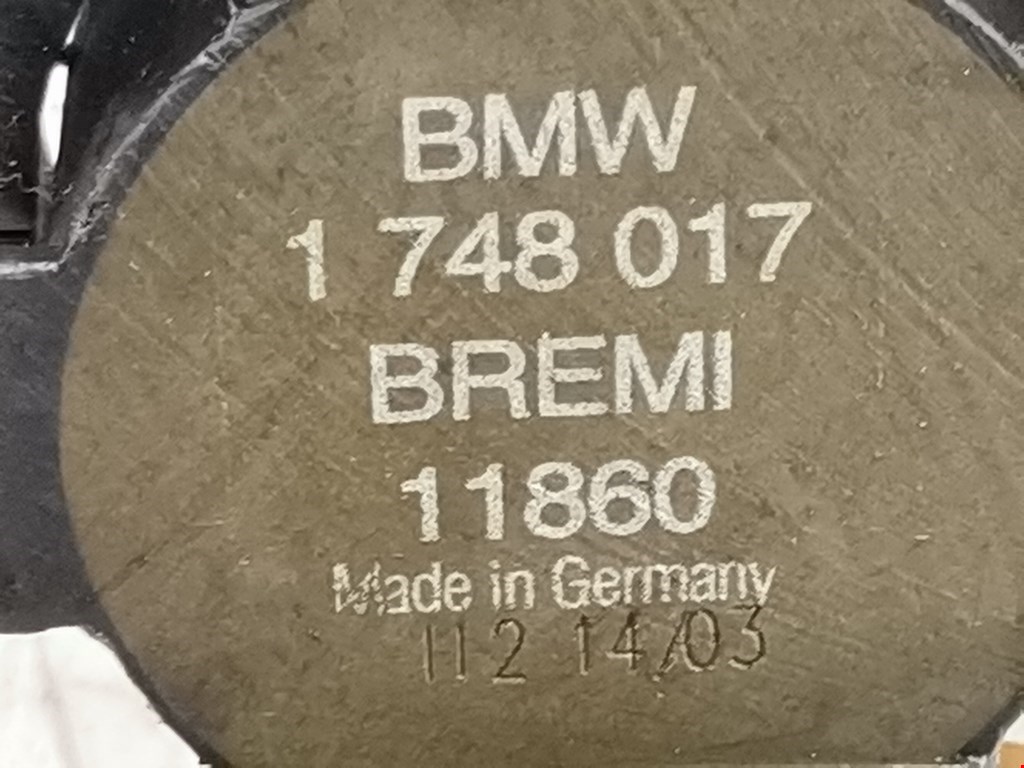 BMW
1 748 017
BREMI
11860
Made in Germany
112 14/03